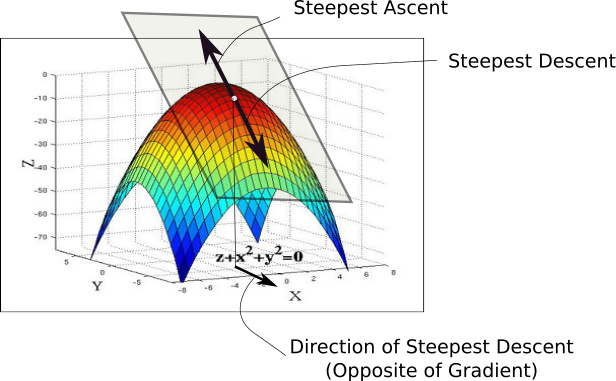 Steepest Ascent
Steepest Descent
0
-10
-20
-30
-40
-50
-60
-70
Z
5
0
-5
Y
-8
-6
-4
-2
0
2
4
6
8
X
z+x²+y²=0
Direction of Steepest Descent
(Opposite of Gradient)